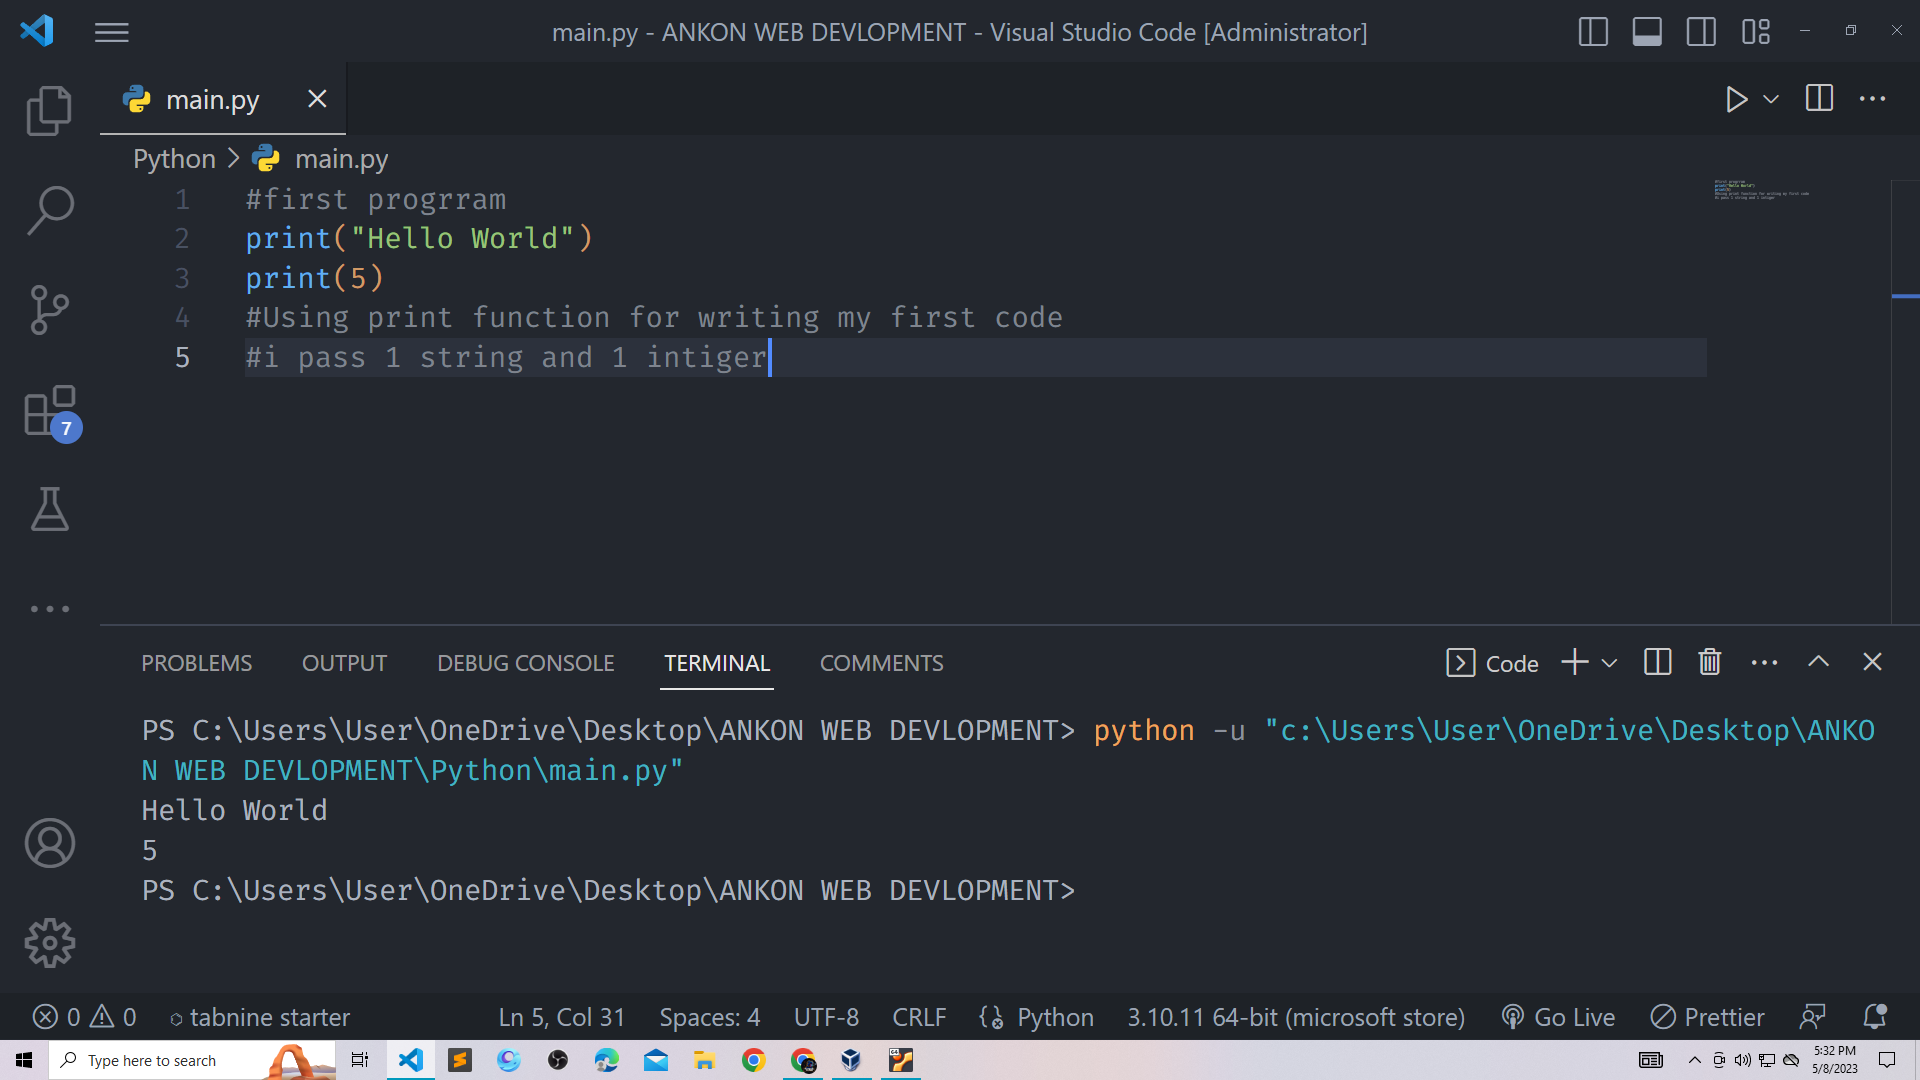 main.py - ANKON WEB DEVLOPMENT - Visual Studio Code [Administrator]
main.py
Python > main.py
1 #first progrram
2 print("Hello World")
3 print(5)
4 #Using print function for writing my first code
5 #i pass 1 string and 1 intiger
7
PROBLEMS OUTPUT DEBUG CONSOLE TERMINAL COMMENTS Code
PS C:\Users\User\OneDrive\Desktop\ANKON WEB DEVLOPMENT> python -u "c:\Users\User\OneDrive\Desktop\ANKO
N WEB DEVLOPMENT\Python\main.py"
Hello World
5
PS C:\Users\User\OneDrive\Desktop\ANKON WEB DEVLOPMENT>
0 0 tabnine starter Ln 5, Col 31 Spaces: 4 UTF-8 CRLF Python 3.10.11 64-bit (microsoft store) Go Live Prettier
Type here to search
5:32 PM
5/8/2023